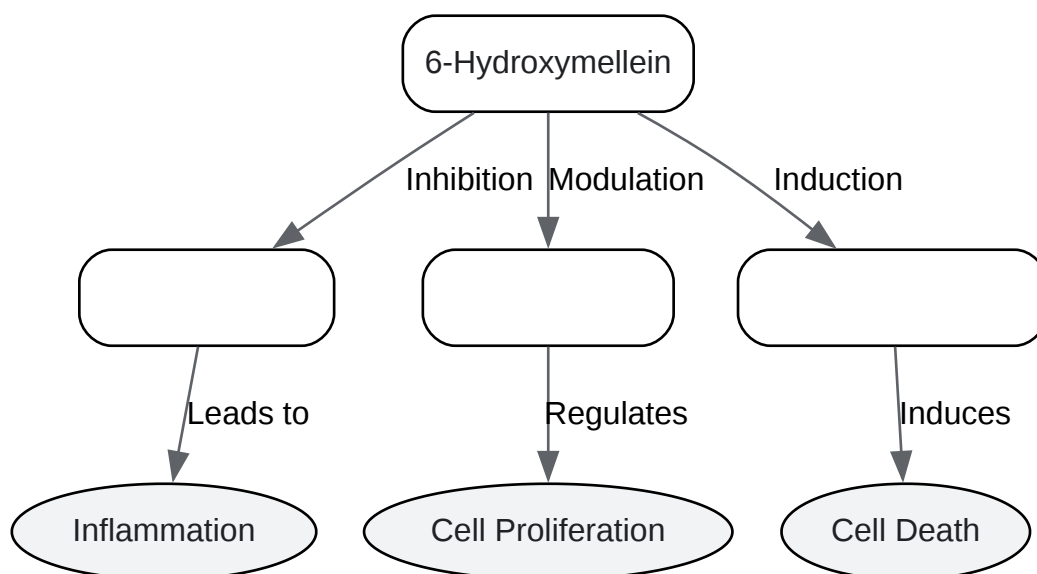 6-Hydroxymellein
Inhibition
Modulation
Induction
Leads to
Regulates
Induces
Inflammation
Cell Proliferation
Cell Death